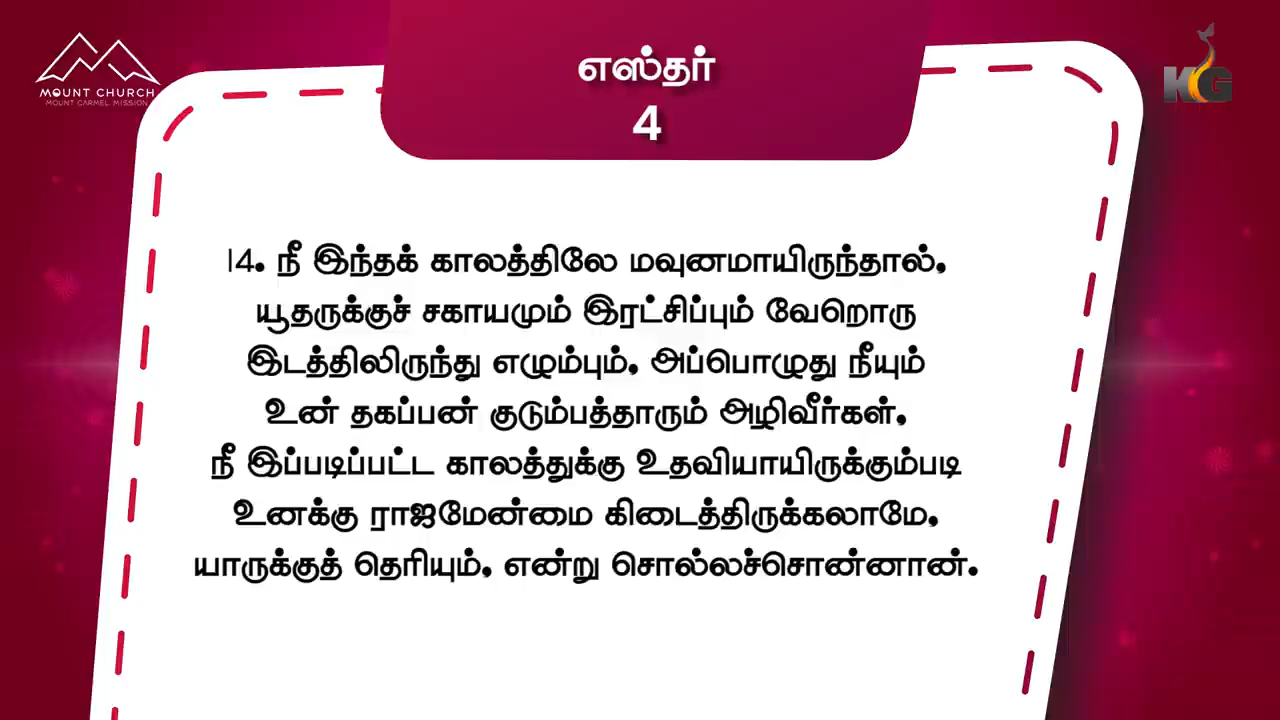 MOUNT CHURCH
MOUNT CARMEL MISSION
எஸ்தர்
4
KG
14. நீ இந்தக் காலத்திலே மவுனமாயிருந்தால்,
யூதருக்குச் சகாயமும் இரட்சிப்பும் வேறொரு
இடத்திலிருந்து எழும்பும், அப்பொழுது நீயும்
உன் தகப்பன் குடும்பத்தாரும் அழிவீர்கள்.
நீ இப்படிப்பட்ட காலத்துக்கு உதவியாயிருக்கும்படி
உனக்கு ராஜமேன்மை கிடைத்திருக்கலாமே,
யாருக்குத் தெரியும், என்று சொல்லச்சொன்னான்.